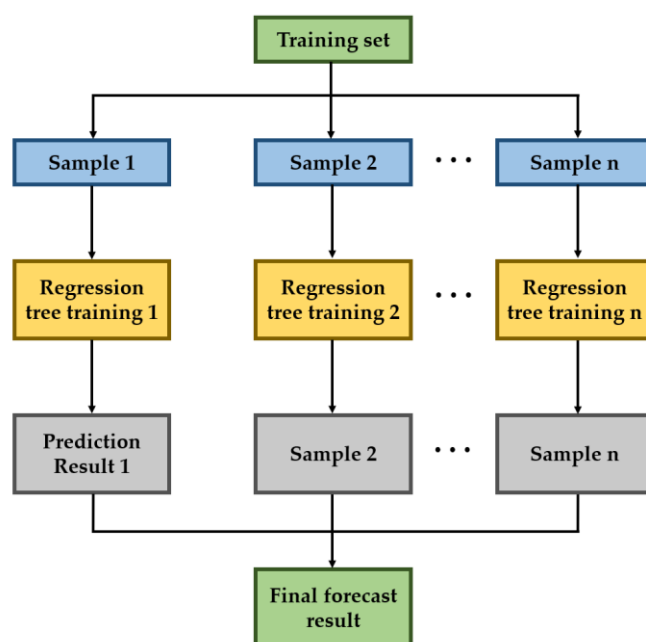 Training set
Sample 1
Sample 2
• • •
Sample n
Regression
tree training 1
Regression
tree training 2
• • •
Regression
tree training n
Prediction
Result 1
Sample 2
• • •
Sample n
Final forecast
result